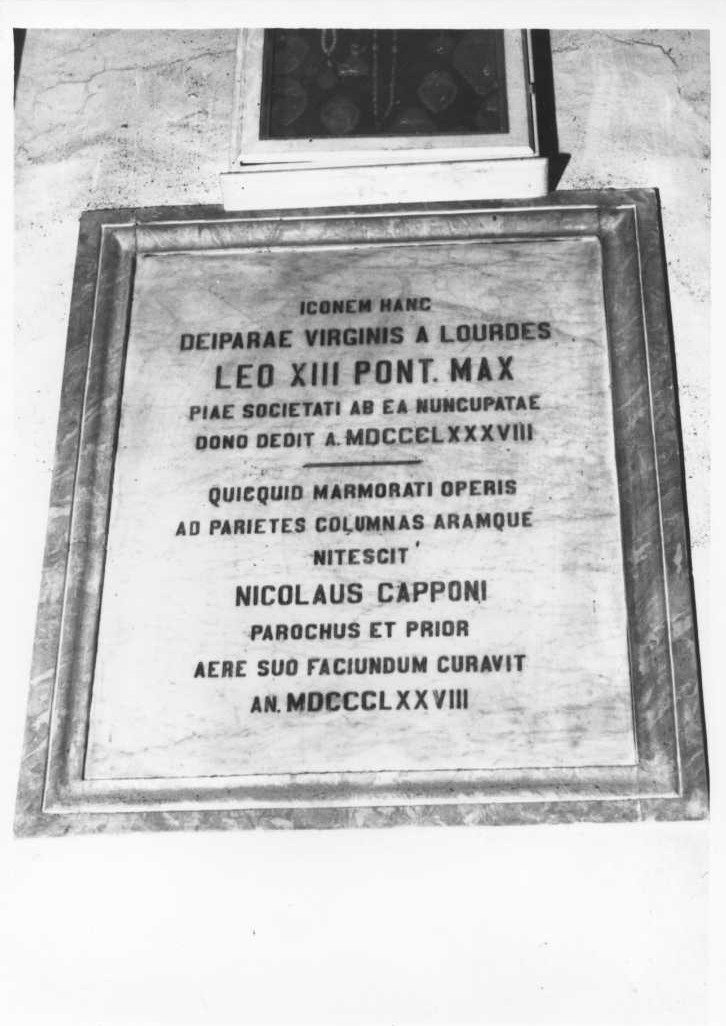 ICONEM HANC
DEIPARAE VIRGINIS A LOURDES
LEO XIII PONT. MAX
PIAE SOCIETATI AB EA NUNCUPATAE
DONO DEDIT A. MDCCCLXXXVIII
QUICQUID MARMORATI OPERIS
AD PARIETES COLUMNAS ARAMQUE
NITESCIT
NICOLAUS CAPPONI
PAROCHUS ET PRIOR
AERE SUO FACIUNDUM CURAVIT
AN. MDCCCLXXVIII